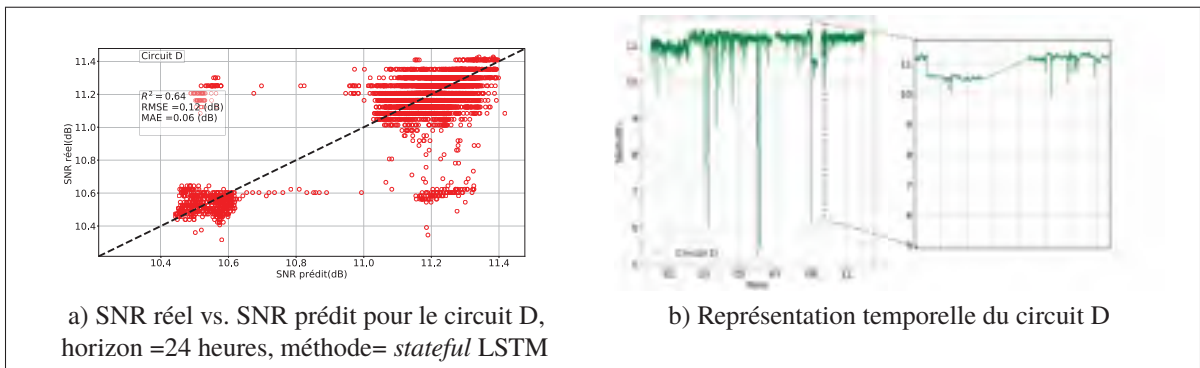 Circuit D
R² = 0.64
RMSE =0.12 (dB)
MAE =0.06 (dB)
11.4
11.2
11.0
10.8
10.6
10.4
SNR réel(dB)
10.4 10.6 10.8 11.0 11.2 11.4
SNR prédit(dB)
a) SNR réel vs. SNR prédit pour le circuit D,
horizon =24 heures, méthode= stateful LSTM
Circuit D
11
10
b) Représentation temporelle du circuit D